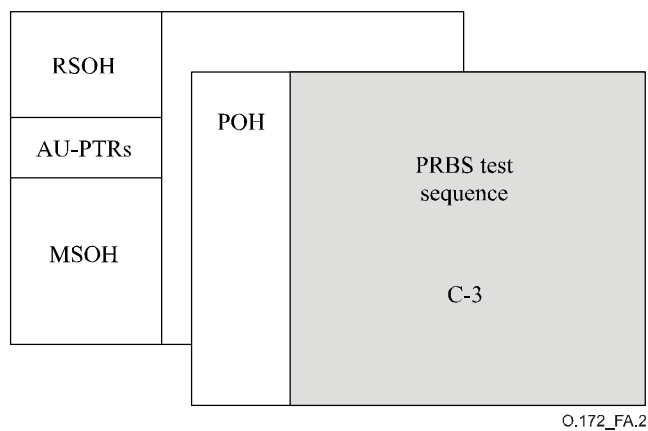 RSOH
AU-PTRs
MSOH
POH
PRBS test
sequence
C-3
O.172_FA.2